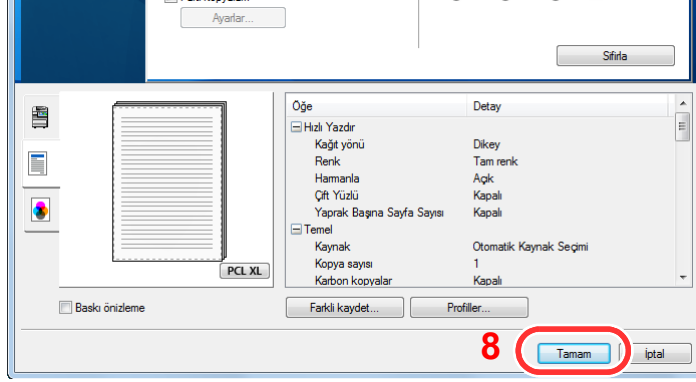 Ayarlar...
Sıfırla
Öğe Detay
Hızlı Yazdır
Kağıt yönü Dikey
Renk Tam renk
Harmanla Açık
Çift Yüzlü Kapalı
Yaprak Başına Sayfa Sayısı Kapalı
Temel
Kaynak Otomatik Kaynak Seçimi
Kopya sayısı 1
Karbon kopyalar Kapalı
PCL XL
Baskı önizleme Farklı kaydet... Profiller...
8 Tamam İptal